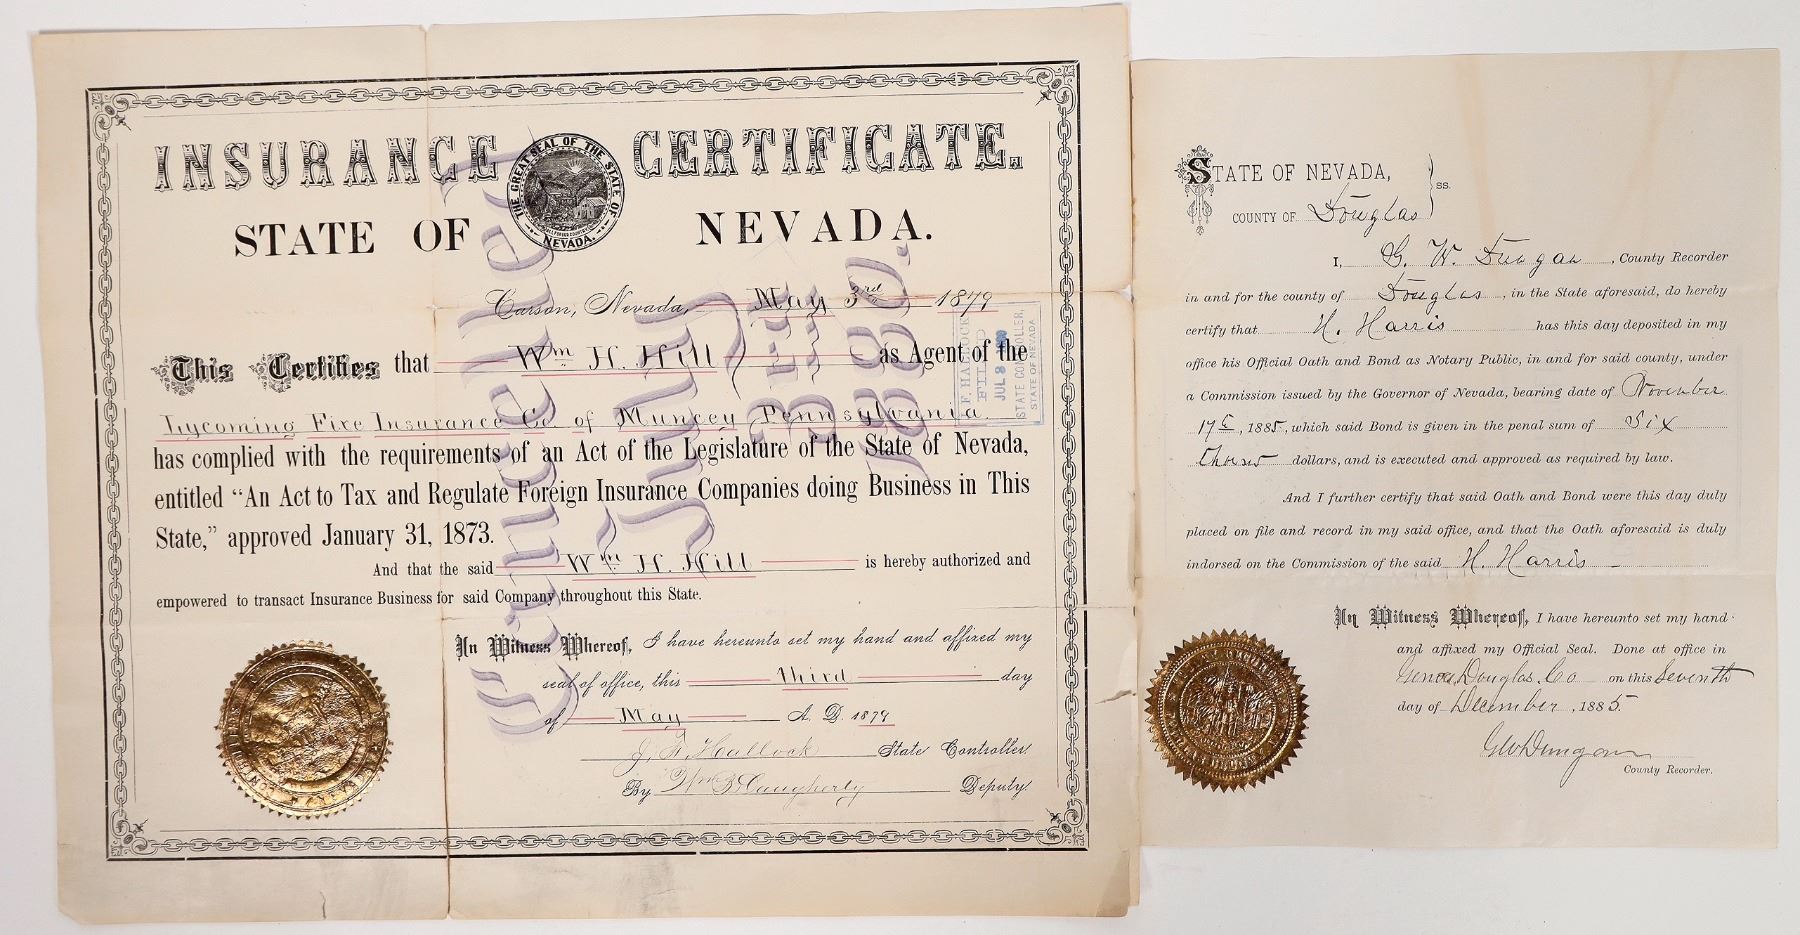 INSURANCE CERTIFICATE.
THE GREAT SEAL OF THE STATE OF NEVADA.
STATE OF NEVADA.
Carson, Nevada, May 3rd 1879
This Certifies that Wm H. Hill as Agent of the
Lycoming Fire Insurance Co of Muncey Pennsylvania
has complied with the requirements of an Act of the Legislature of the State of Nevada,
entitled "An Act to Tax and Regulate Foreign Insurance Companies doing Business in This
State," approved January 31, 1873.
And that the said Wm H. Hill is hereby authorized and
empowered to transact Insurance Business for said Company throughout this State.
In Witness Whereof, I have hereunto set my hand and affixed my
seal of office, this third day
of May A. D. 1879
J. F. Hallock State Controller
By Wm Daugherty Deputy
Cancelled
July 8th
1880.
J. F. HALLOCK
FILED
JUL 8 1880
STATE CONTROLLER,
STATE OF NEVADA
STATE OF NEVADA,
COUNTY OF Douglas ss.
I, G. W. Dungan, County Recorder
in and for the county of Douglas, in the State aforesaid, do hereby
certify that H. Harris has this day deposited in my
office his Official Oath and Bond as Notary Public, in and for said county, under
a Commission issued by the Governor of Nevada, bearing date of November
17th, 1885, which said Bond is given in the penal sum of Six
Thous dollars, and is executed and approved as required by law.
And I further certify that said Oath and Bond were this day duly
placed on file and record in my said office, and that the Oath aforesaid is duly
indorsed on the Commission of the said H. Harris
In Witness Whereof, I have hereunto set my hand
and affixed my Official Seal. Done at office in
Genoa, Douglas Co on this Seventh
day of December, 1885.
GW Dungan
County Recorder.